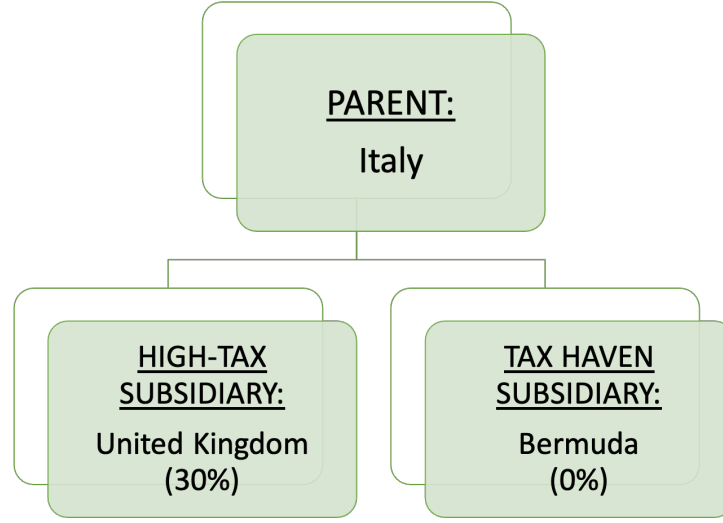 PARENT:
Italy
HIGH-TAX
SUBSIDIARY:
United Kingdom
(30%)
TAX HAVEN
SUBSIDIARY:
Bermuda
(0%)